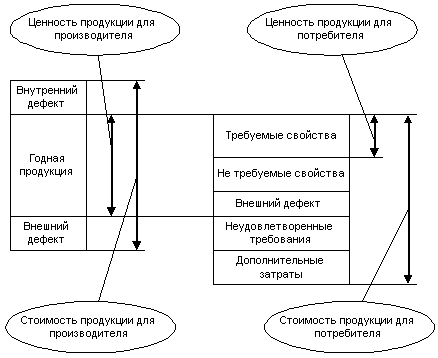 Ценность продукции для
производителя
Ценность продукции для
потребителя
Внутренний
дефект
Годная
продукция
Внешний
дефект
Требуемые свойства
Не требуемые свойства
Внешний дефект
Неудовлетворенные
требования
Дополнительные
затраты
Стоимость продукции для
производителя
Стоимость продукции для
потребителя